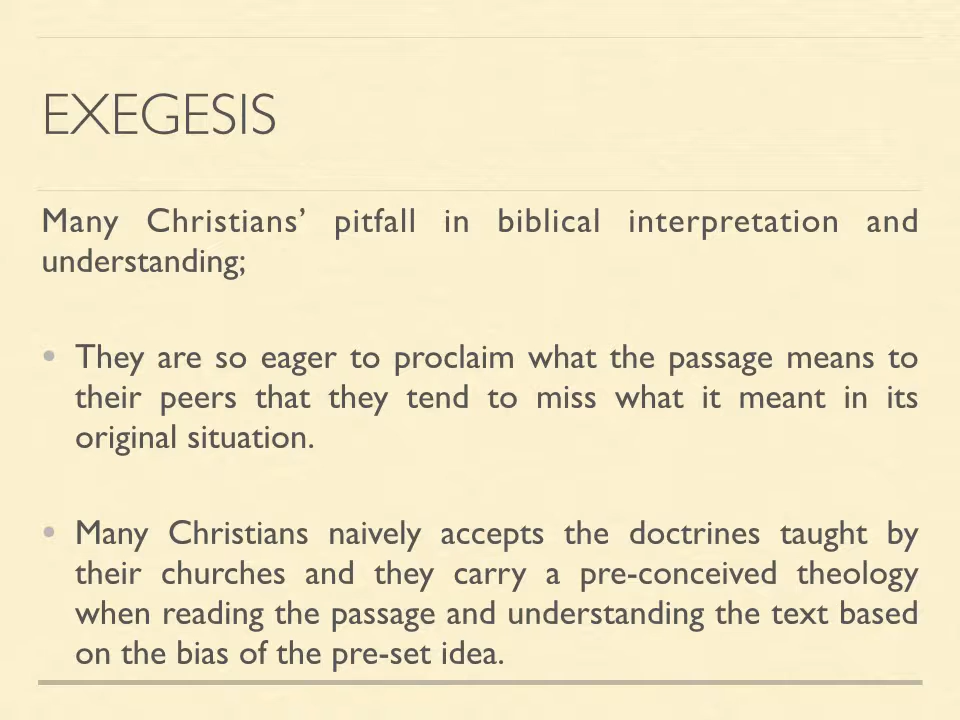 EXEGESIS
Many Christians’ pitfall in biblical interpretation and
understanding;
• They are so eager to proclaim what the passage means to
their peers that they tend to miss what it meant in its
original situation.
• Many Christians naively accepts the doctrines taught by
their churches and they carry a pre-conceived theology
when reading the passage and understanding the text based
on the bias of the pre-set idea.